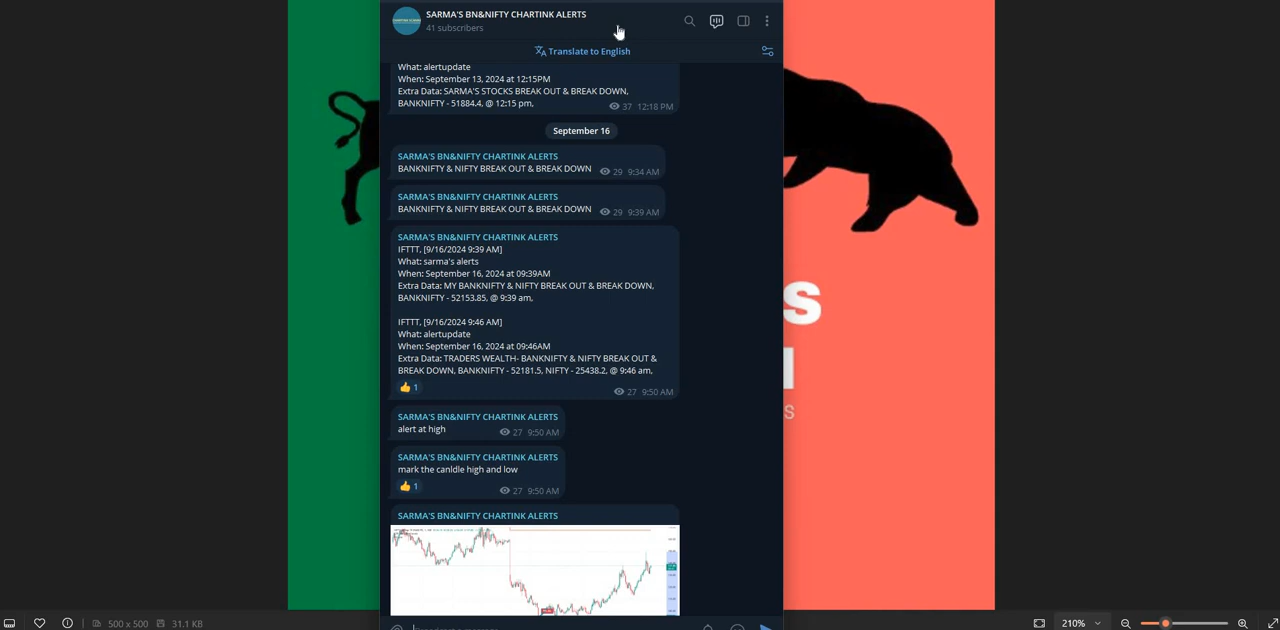 SARMA'S BN&NIFTY CHARTINK ALERTS
41 subscribers
Translate to English
What: alertupdate
When: September 13, 2024 at 12:15PM
Extra Data: SARMA'S STOCKS BREAK OUT & BREAK DOWN,
BANKNIFTY - 51884.4, @ 12:15 pm,
37 12:18 PM
September 16
SARMA'S BN&NIFTY CHARTINK ALERTS
BANKNIFTY & NIFTY BREAK OUT & BREAK DOWN
29 9:34 AM
SARMA'S BN&NIFTY CHARTINK ALERTS
BANKNIFTY & NIFTY BREAK OUT & BREAK DOWN
29 9:39 AM
SARMA'S BN&NIFTY CHARTINK ALERTS
IFTTT, [9/16/2024 9:39 AM]
What: sarma's alerts
When: September 16, 2024 at 09:39AM
Extra Data: MY BANKNIFTY & NIFTY BREAK OUT & BREAK DOWN,
BANKNIFTY - 52153.85, @ 9:39 am,
IFTTT, [9/16/2024 9:46 AM]
What: alertupdate
When: September 16, 2024 at 09:46AM
Extra Data: TRADERS WEALTH- BANKNIFTY & NIFTY BREAK OUT &
BREAK DOWN, BANKNIFTY - 52181.5, NIFTY - 25438.2, @ 9:46 am,
1
27 9:50 AM
SARMA'S BN&NIFTY CHARTINK ALERTS
alert at high
27 9:50 AM
SARMA'S BN&NIFTY CHARTINK ALERTS
mark the canldle high and low
1
27 9:50 AM
SARMA'S BN&NIFTY CHARTINK ALERTS
s
S
500 x 500
31.1 KB
210%